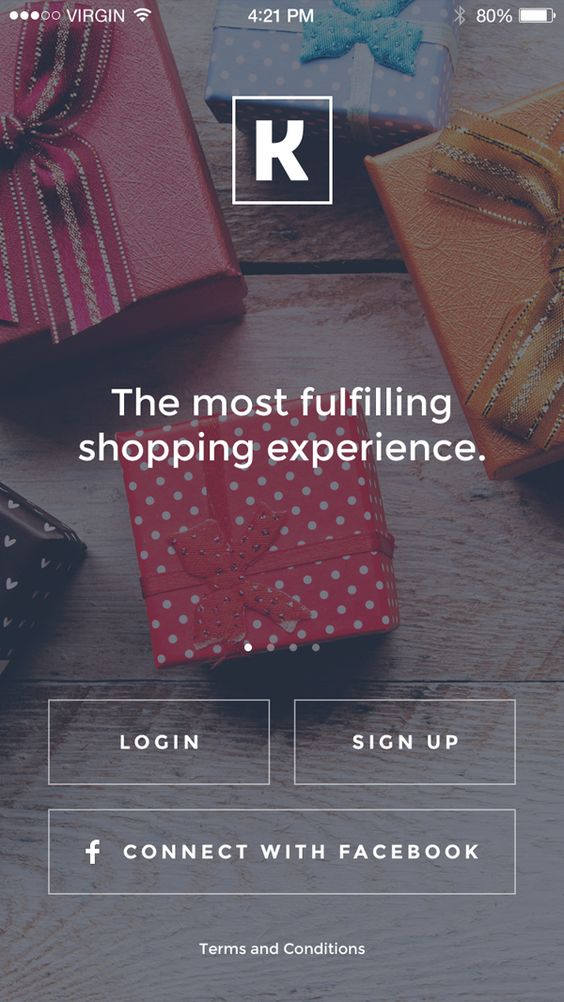 VIRGIN 4:21 PM 80%
K
The most fulfilling
shopping experience.
LOGIN SIGN UP
f CONNECT WITH FACEBOOK
Terms and Conditions